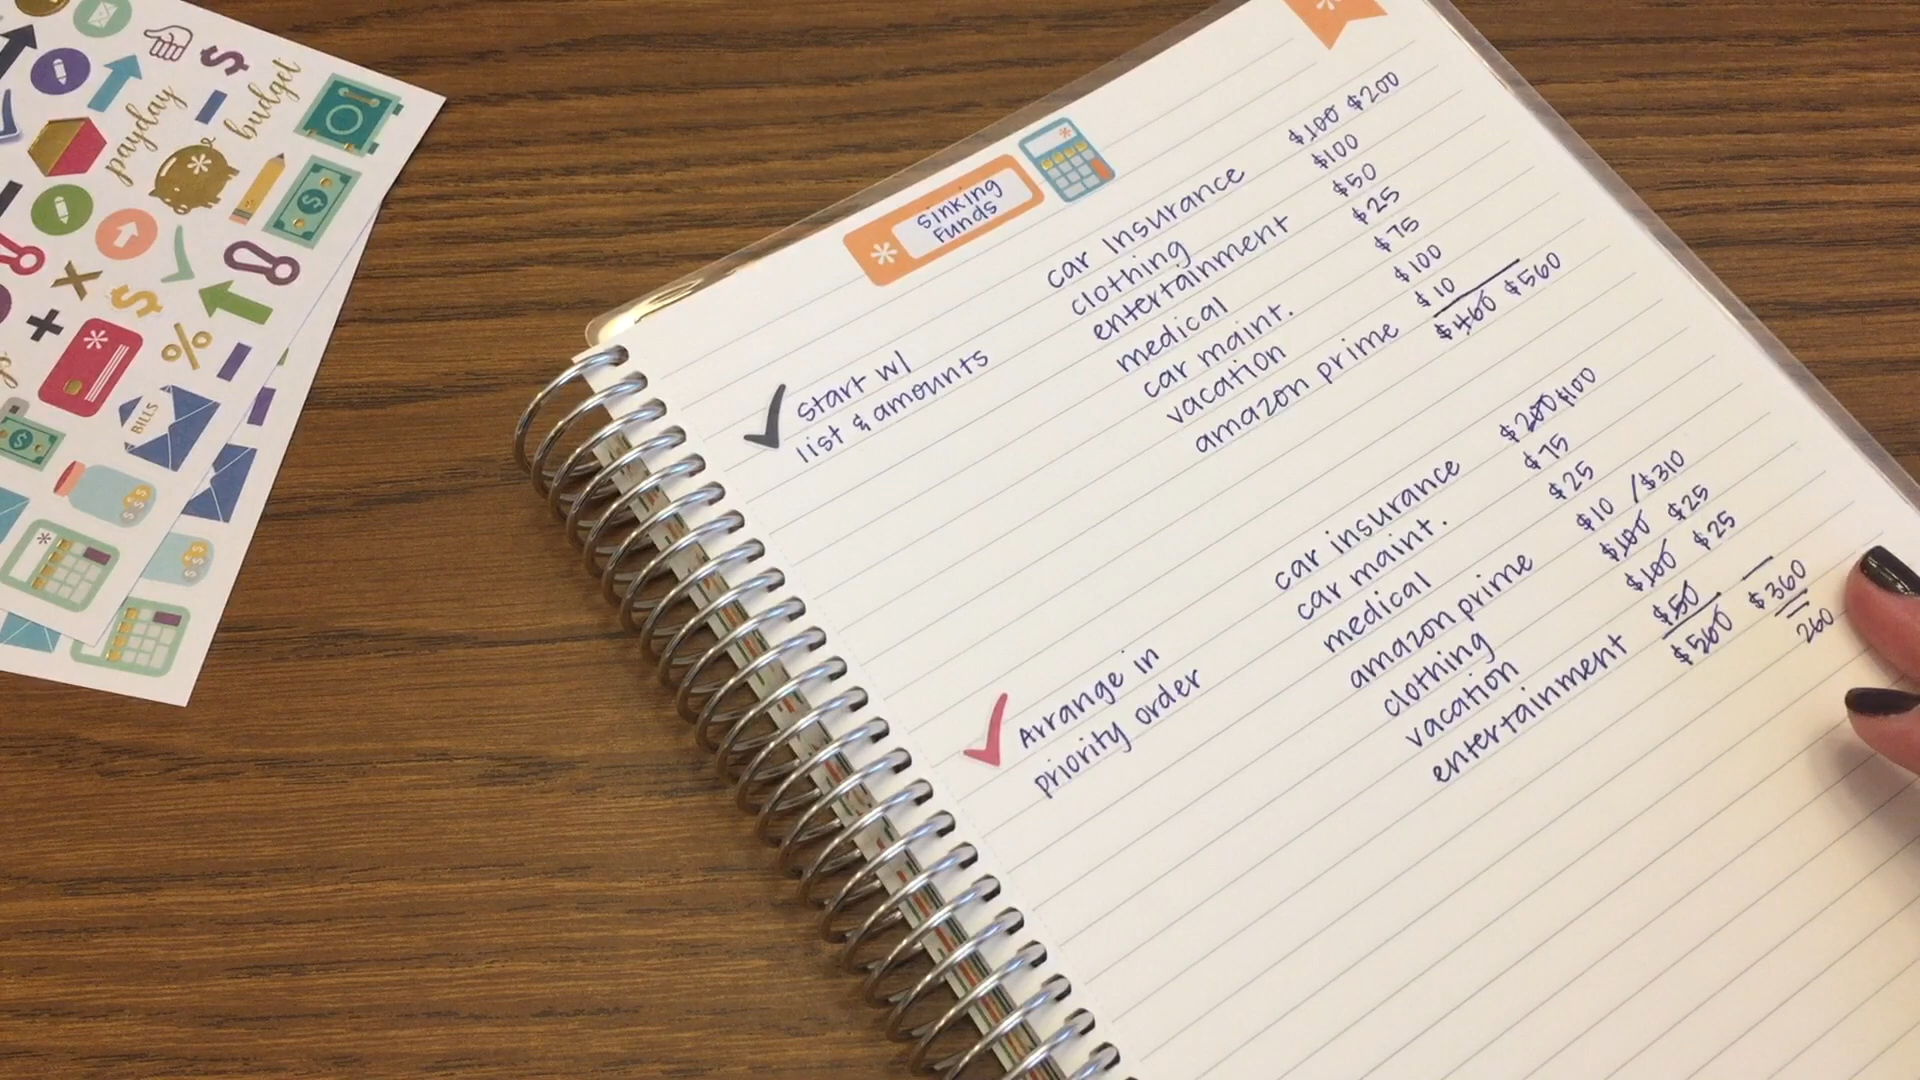 payday
budget
BILLS
sinking
Funds
start w/
list & amounts
car insurance $100 $200
clothing $100
entertainment $50
medical $25
car maint. $75
vacation $100
amazon prime $10
$460 $560
Arrange in
priority order
car insurance $200 $100
car maint. $75
medical $25
amazon prime $10 /$310
clothing $100 $25
vacation $100 $25
entertainment $50 —
$560 $360
260